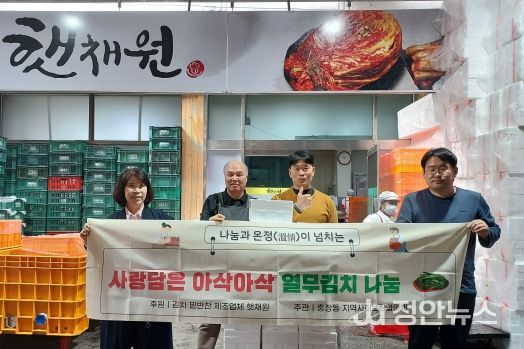 햇채원
나눔과 온정(溫情)이 넘치는
사랑담은 아삭아삭 열무김치 나눔
후원 | 김치 밑반찬 제조업체 햇채원
주관 | 충장동 지역사회
정안뉴스